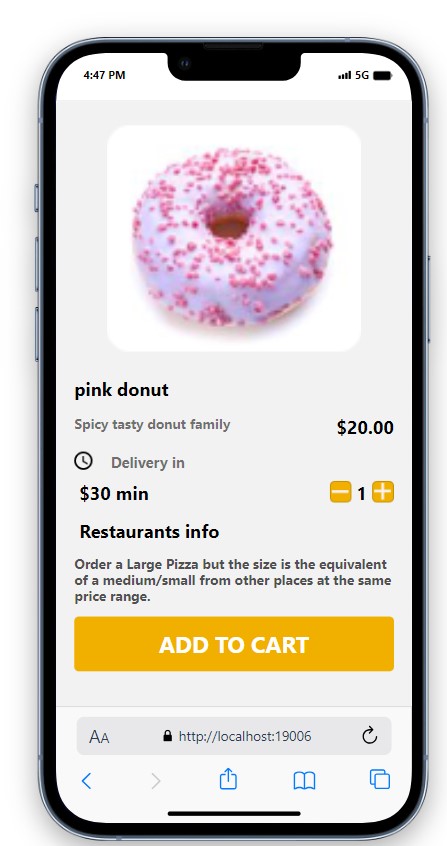 4:47 PM
5G
pink donut
Spicy tasty donut family
$20.00
Delivery in
$30 min
1
Restaurants info
Order a Large Pizza but the size is the equivalent
of a medium/small from other places at the same
price range.
ADD TO CART
AA
http://localhost:19006